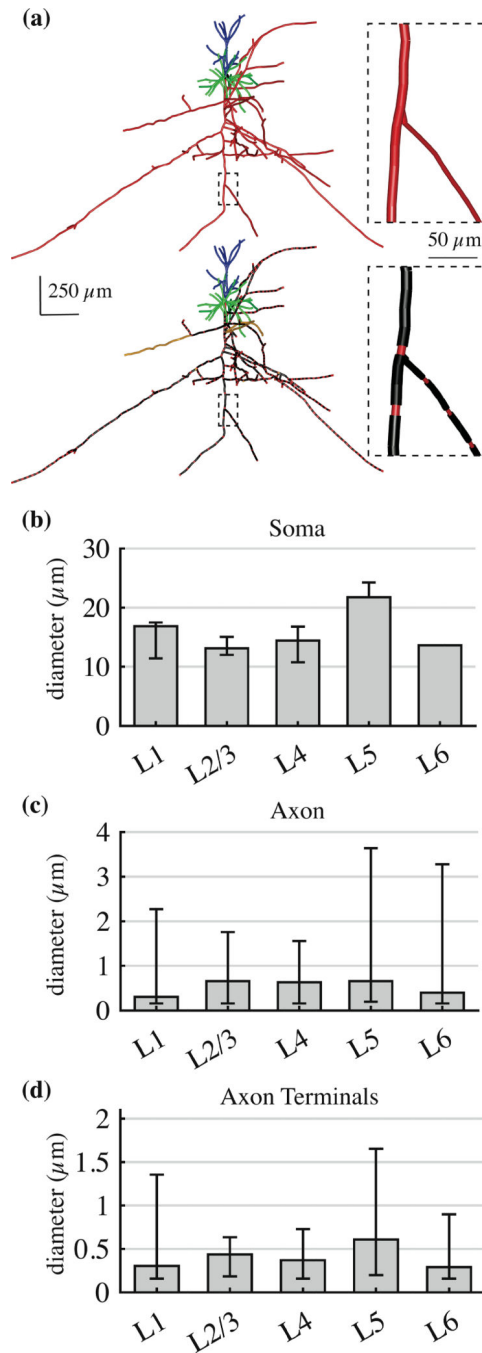 (a)
50 µm
250 µm
(b)
Soma
diameter (µm)
30
20
10
0
L1
L2/3
L4
L5
L6
(c)
Axon
diameter (µm)
4
3
2
1
0
L1
L2/3
L4
L5
L6
(d)
Axon Terminals
diameter (µm)
2
1.5
1
0.5
0
L1
L2/3
L4
L5
L6